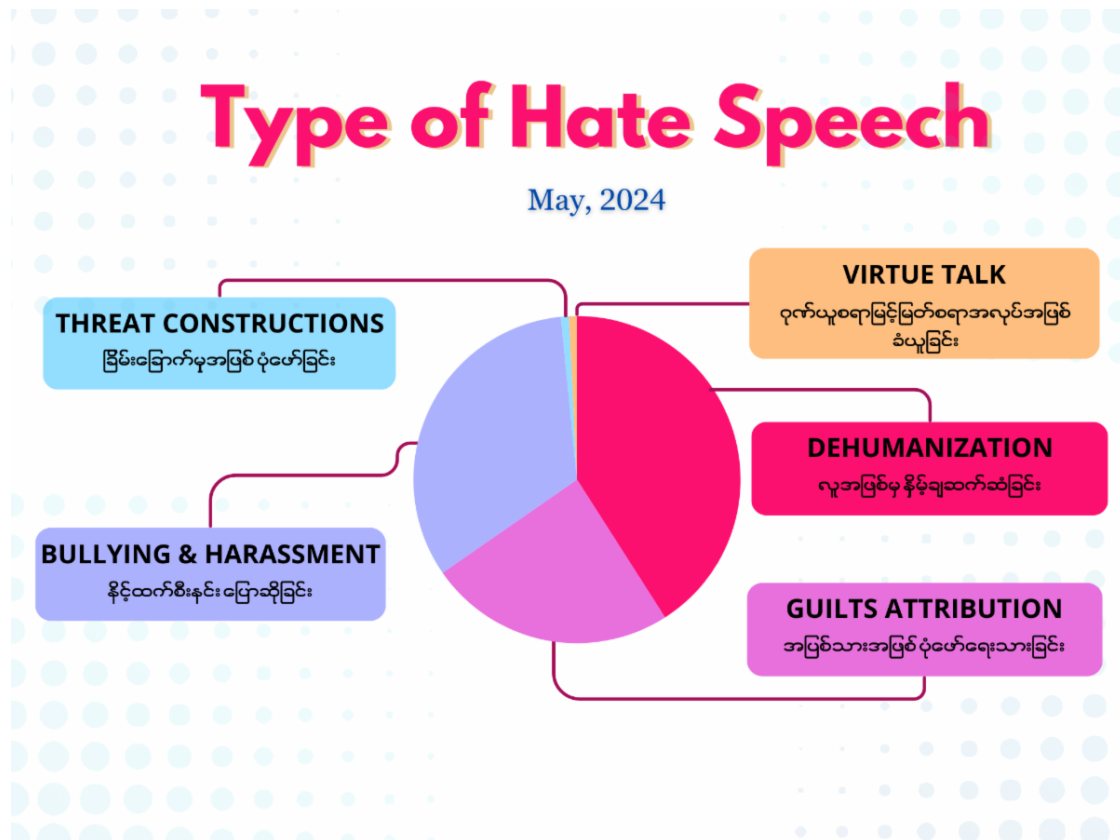 Type of Hate Speech
May, 2024
THREAT CONSTRUCTIONS
ခြိမ်းခြောက်မှုအဖြစ် ပုံဖော်ခြင်း
VIRTUE TALK
ဂုဏ်ယူစရာမြင့်မြတ်စရာအလုပ်အဖြစ်
ခံယူခြင်း
DEHUMANIZATION
လူအဖြစ်မှ နှိမ့်ချဆက်ဆံခြင်း
BULLYING & HARASSMENT
နှိင့်ထက်စီးနင်း ပြောဆိုခြင်း
GUILTS ATTRIBUTION
အပြစ်သားအဖြစ် ပုံဖော်ရေးသားခြင်း